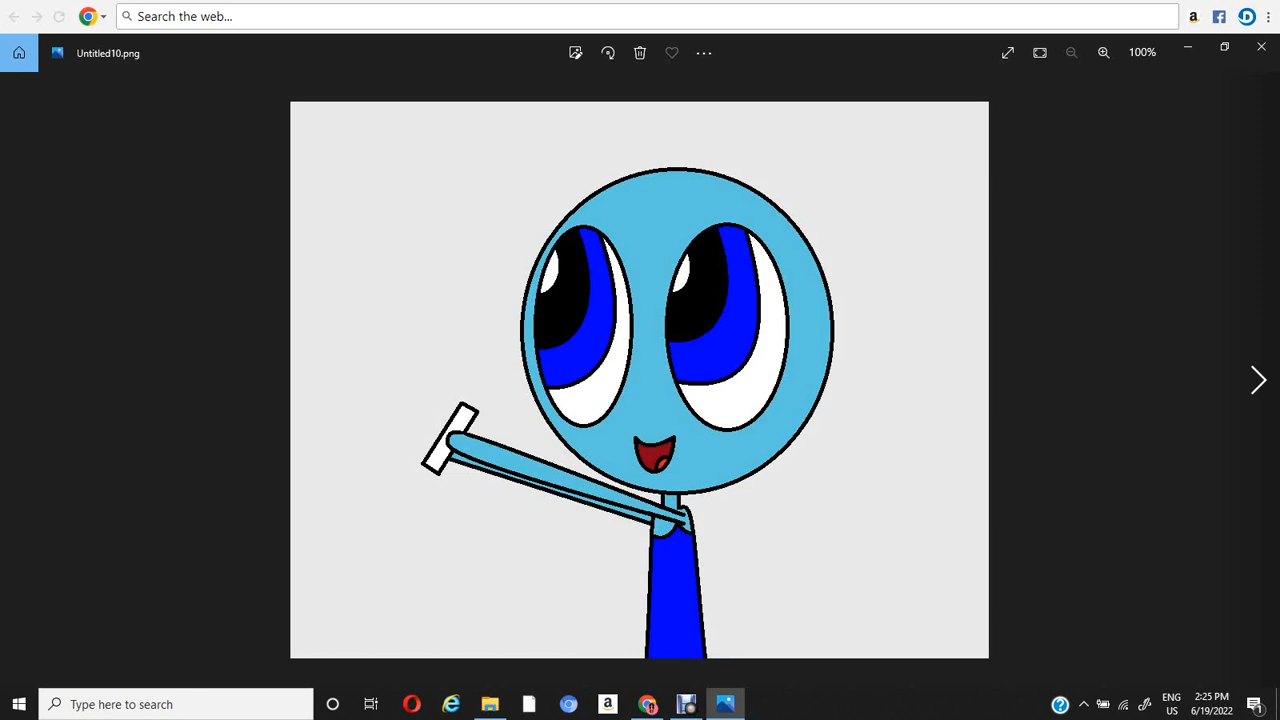 Search the web...
Untitled10.png
100%
Type here to search
ENG
US
2:25 PM
6/19/2022